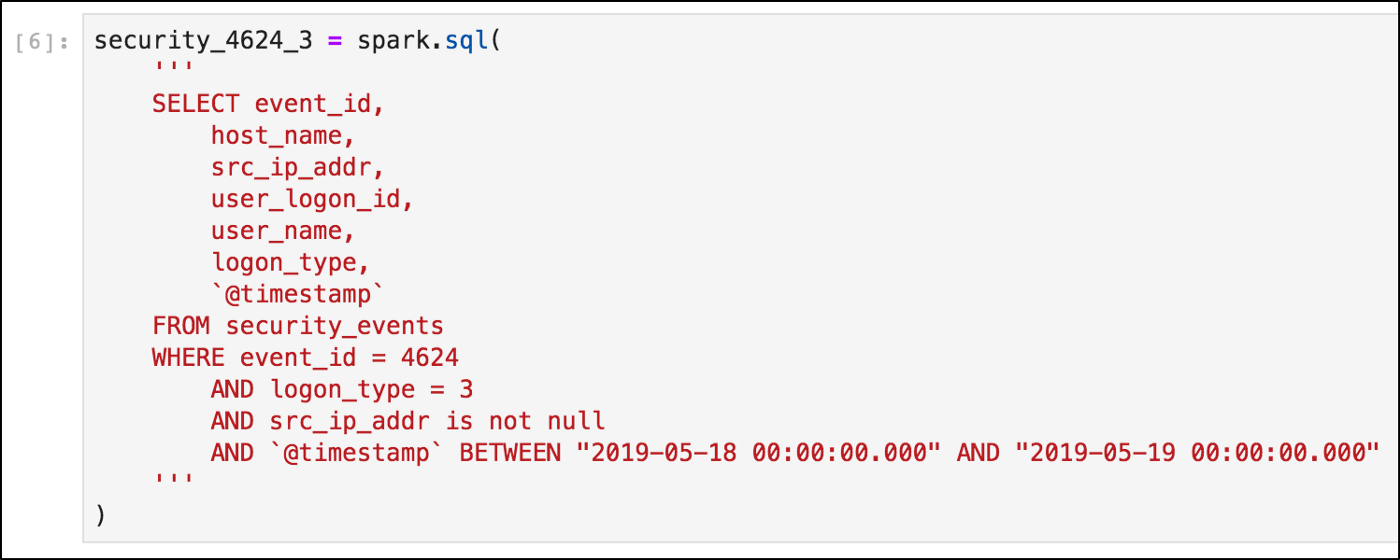 [6]: security_4624_3 = spark.sql(
'''
SELECT event_id,
host_name,
src_ip_addr,
user_logon_id,
user_name,
logon_type,
`@timestamp`
FROM security_events
WHERE event_id = 4624
AND logon_type = 3
AND src_ip_addr is not null
AND `@timestamp` BETWEEN "2019-05-18 00:00:00.000" AND "2019-05-19 00:00:00.000"
'''
)